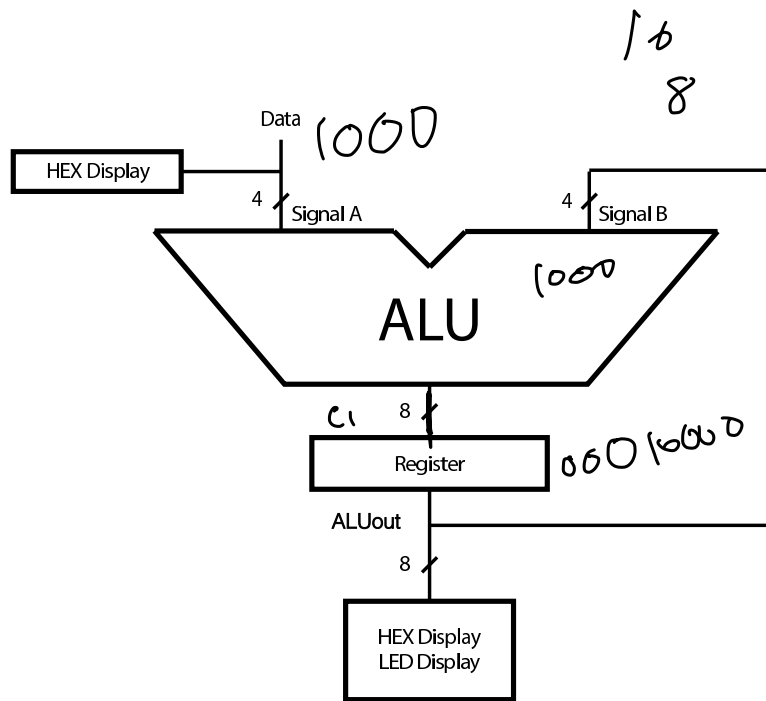 16
8
Data 1000
HEX Display
4
Signal A
4
Signal B
1000
ALU
8
Register
00010000
ALUout
8
HEX Display
LED Display